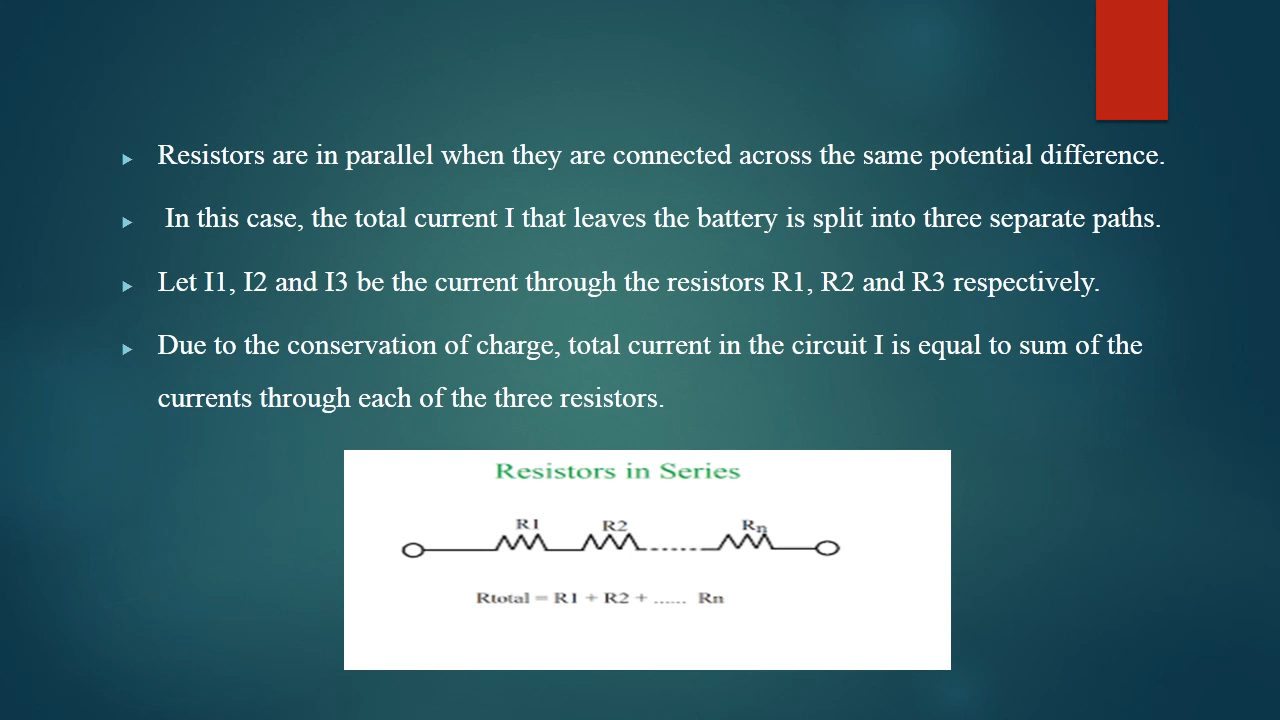 Resistors are in parallel when they are connected across the same potential difference.
In this case, the total current I that leaves the battery is split into three separate paths.
Let I1, I2 and I3 be the current through the resistors R1, R2 and R3 respectively.
Due to the conservation of charge, total current in the circuit I is equal to sum of the
currents through each of the three resistors.
Resistors in Series
R1 R2 Rn
Rtotal = R1 + R2 + ...... Rn